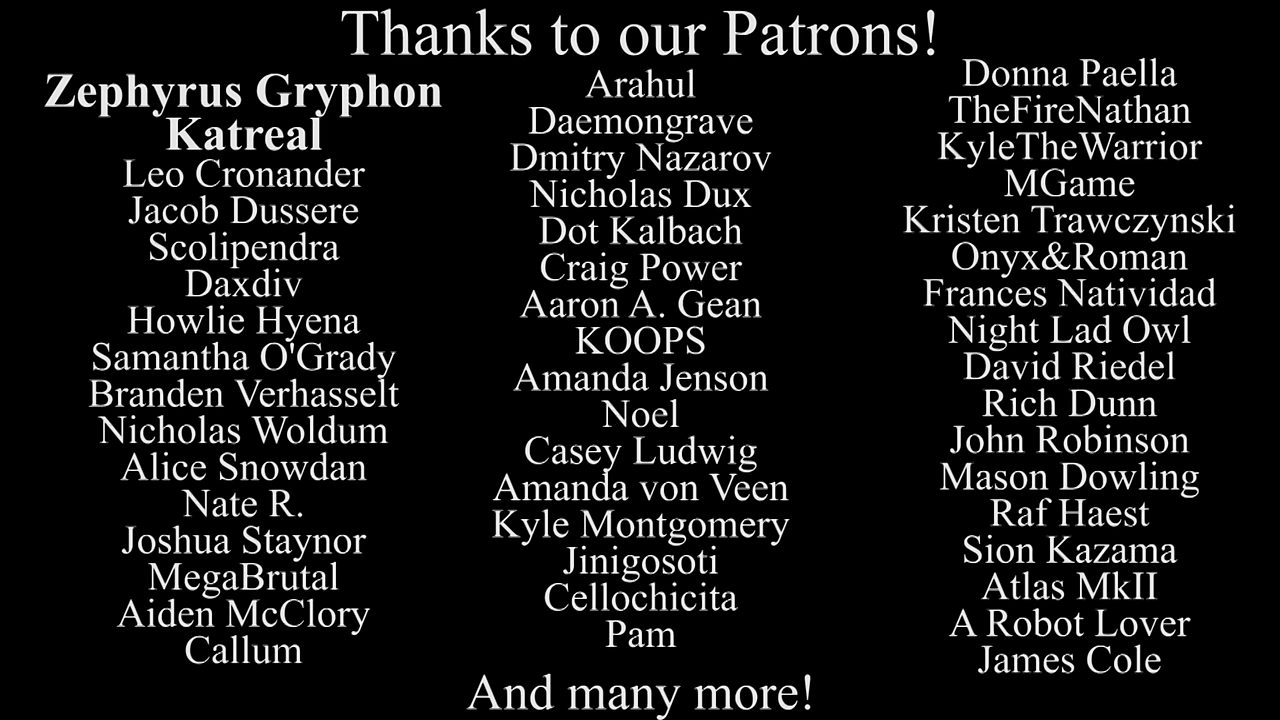 Thanks to our Patrons!
Zephyrus Gryphon
Katreal
Leo Cronander
Jacob Dussere
Scolipendra
Daxdiv
Howlie Hyena
Samantha O'Grady
Branden Verhasselt
Nicholas Woldum
Alice Snowdan
Nate R.
Joshua Staynor
MegaBrutal
Aiden McClory
Callum
Arahul
Daemongrave
Dmitry Nazarov
Nicholas Dux
Dot Kalbach
Craig Power
Aaron A. Gean
KOOPS
Amanda Jenson
Noel
Casey Ludwig
Amanda von Veen
Kyle Montgomery
Jinigosoti
Cellochicita
Pam
Donna Paella
TheFireNathan
KyleTheWarrior
MGame
Kristen Trawczynski
Onyx&Roman
Frances Natividad
Night Lad Owl
David Riedel
Rich Dunn
John Robinson
Mason Dowling
Raf Haest
Sion Kazama
Atlas MkII
A Robot Lover
James Cole
And many more!